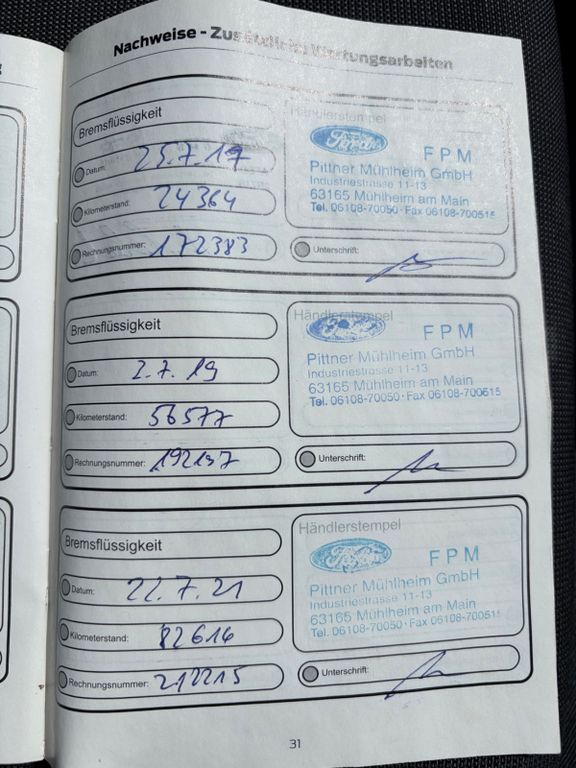 Nachweise - Zusätzliche Wartungsarbeiten
Bremsflüssigkeit
Datum: 25.7.17
Kilometerstand: 24364
Rechnungsnummer: 172383
Händlerstempel
Ford
FPM
Pittner Mühlheim GmbH
Industriestrasse 11-13
63165 Mühlheim am Main
Tel. 06108-70050 · Fax 06108-700515
Unterschrift:
Bremsflüssigkeit
Datum: 2.7.19
Kilometerstand: 56577
Rechnungsnummer: 192137
Händlerstempel
Ford
FPM
Pittner Mühlheim GmbH
Industriestrasse 11-13
63165 Mühlheim am Main
Tel. 06108-70050 · Fax 06108-700515
Unterschrift:
Bremsflüssigkeit
Datum: 22.7.21
Kilometerstand: 82614
Rechnungsnummer: 212215
Händlerstempel
Ford
FPM
Pittner Mühlheim GmbH
Industriestrasse 11-13
63165 Mühlheim am Main
Tel. 06108-70050 · Fax 06108-700515
Unterschrift:
31